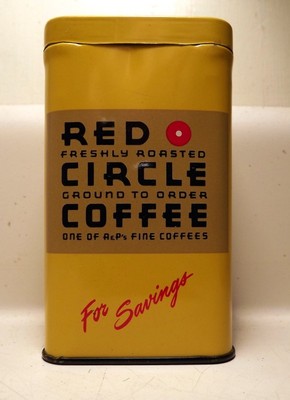 RED
FRESHLY ROASTED
CIRCLE
GROUND TO ORDER
COFFEE
ONE OF A&P's FINE COFFEES
For Savings